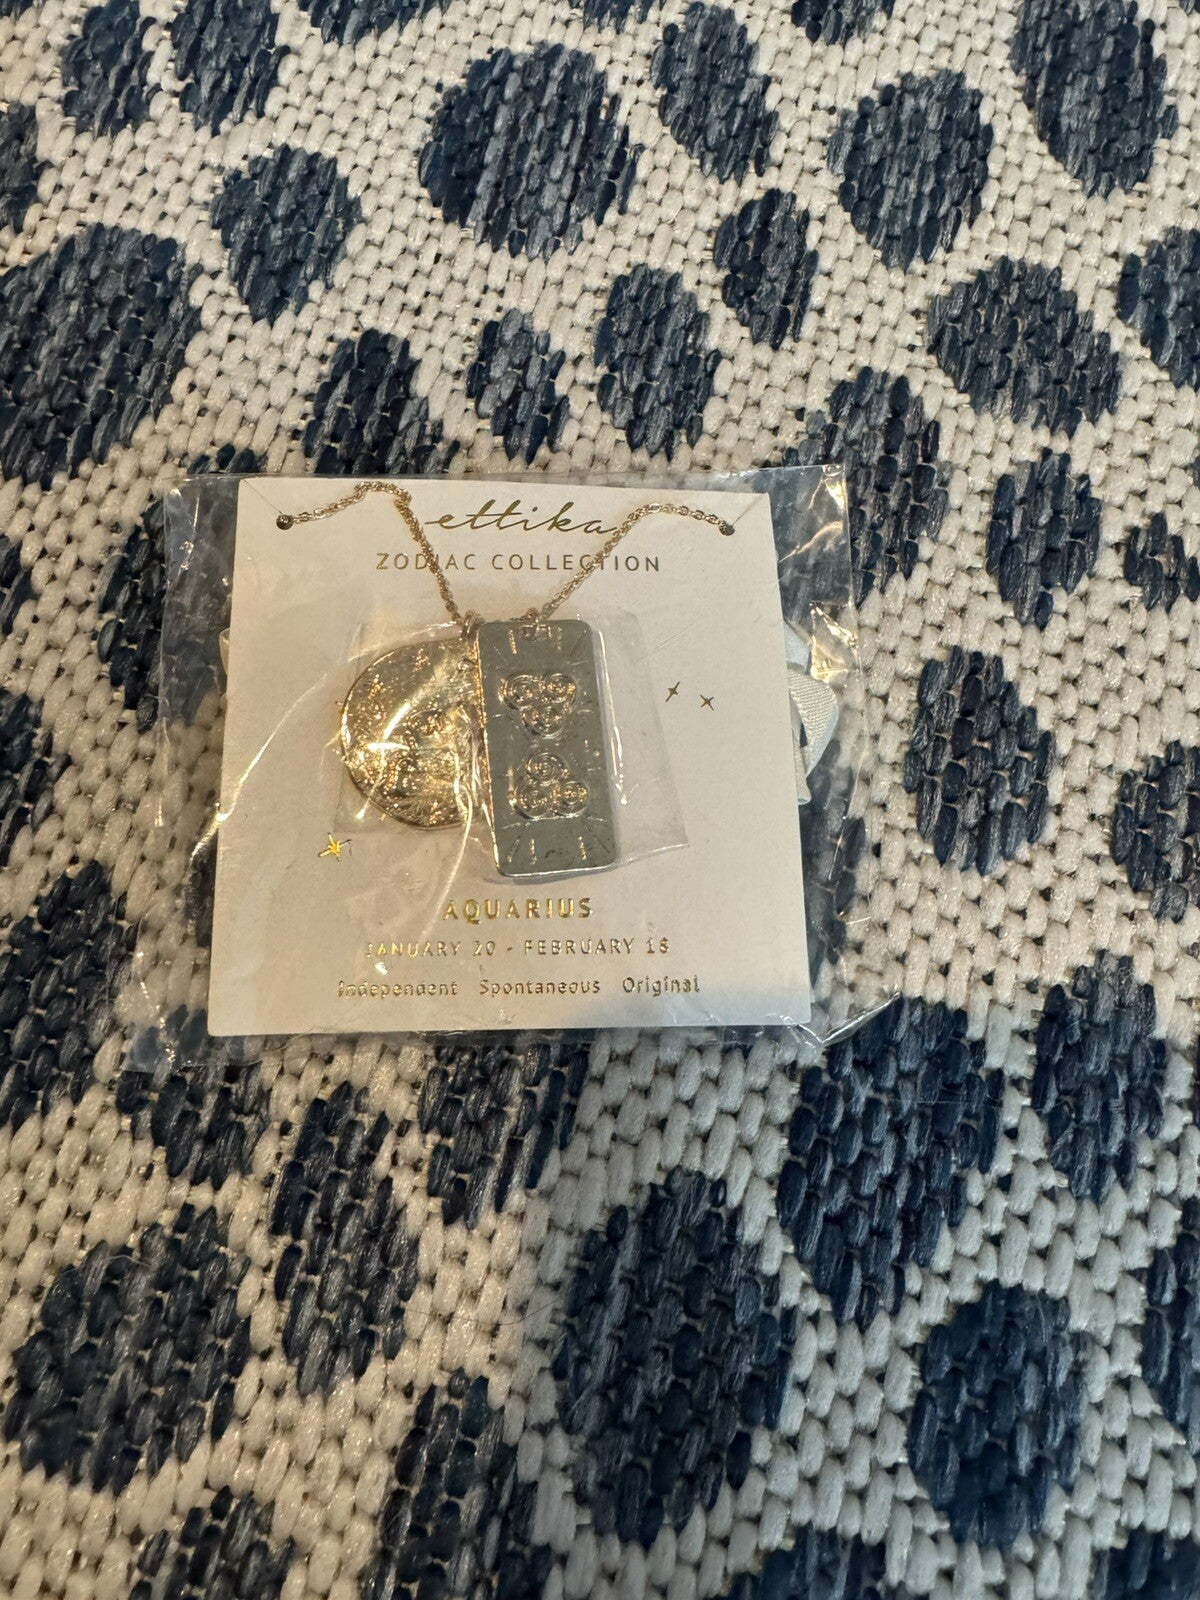 ettika
ZODIAC COLLECTION
AQUARIUS
JANUARY 20 - FEBRUARY 18
Independent Spontaneous Original